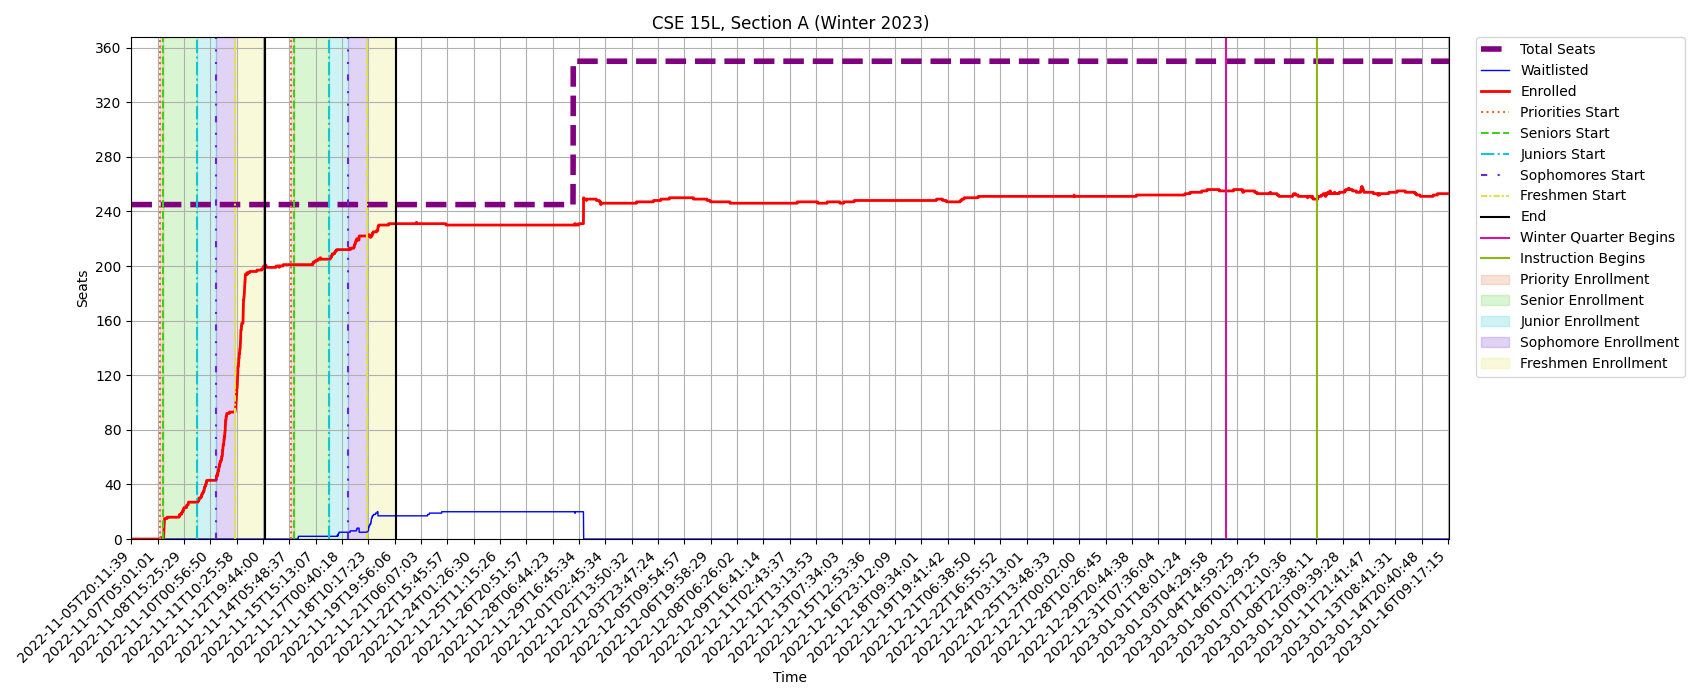 CSE 15L, Section A (Winter 2023)
360
320
280
240
200
160
120
80
40
0
Seats
2022-11-05T20:11:39
2022-11-07T05:01:01
2022-11-08T15:25:29
2022-11-10T00:56:50
2022-11-11T10:25:58
2022-11-12T19:44:00
2022-11-14T05:48:37
2022-11-15T15:13:07
2022-11-17T00:40:18
2022-11-18T10:17:23
2022-11-19T19:56:06
2022-11-21T06:07:03
2022-11-22T15:45:57
2022-11-24T01:26:30
2022-11-25T11:15:26
2022-11-26T20:51:57
2022-11-28T06:44:23
2022-11-29T16:45:34
2022-12-01T02:45:34
2022-12-02T13:50:32
2022-12-03T23:47:24
2022-12-05T09:54:57
2022-12-06T19:58:29
2022-12-08T06:26:02
2022-12-09T16:41:14
2022-12-11T02:43:37
2022-12-12T12:13:53
2022-12-13T07:34:03
2022-12-15T12:53:36
2022-12-16T23:12:09
2022-12-18T09:34:01
2022-12-19T19:41:42
2022-12-21T06:38:50
2022-12-22T16:55:52
2022-12-24T03:13:01
2022-12-25T13:48:33
2022-12-27T00:02:00
2022-12-28T10:26:45
2022-12-29T20:44:38
2022-12-31T07:36:04
2023-01-01T18:01:24
2023-01-03T04:29:58
2023-01-04T14:59:25
2023-01-06T01:29:25
2023-01-07T12:10:36
2023-01-08T22:38:11
2023-01-10T09:39:28
2023-01-11T21:41:47
2023-01-13T08:41:31
2023-01-14T20:40:48
2023-01-16T09:17:15
Time
Total Seats
Waitlisted
Enrolled
Priorities Start
Seniors Start
Juniors Start
Sophomores Start
Freshmen Start
End
Winter Quarter Begins
Instruction Begins
Priority Enrollment
Senior Enrollment
Junior Enrollment
Sophomore Enrollment
Freshmen Enrollment